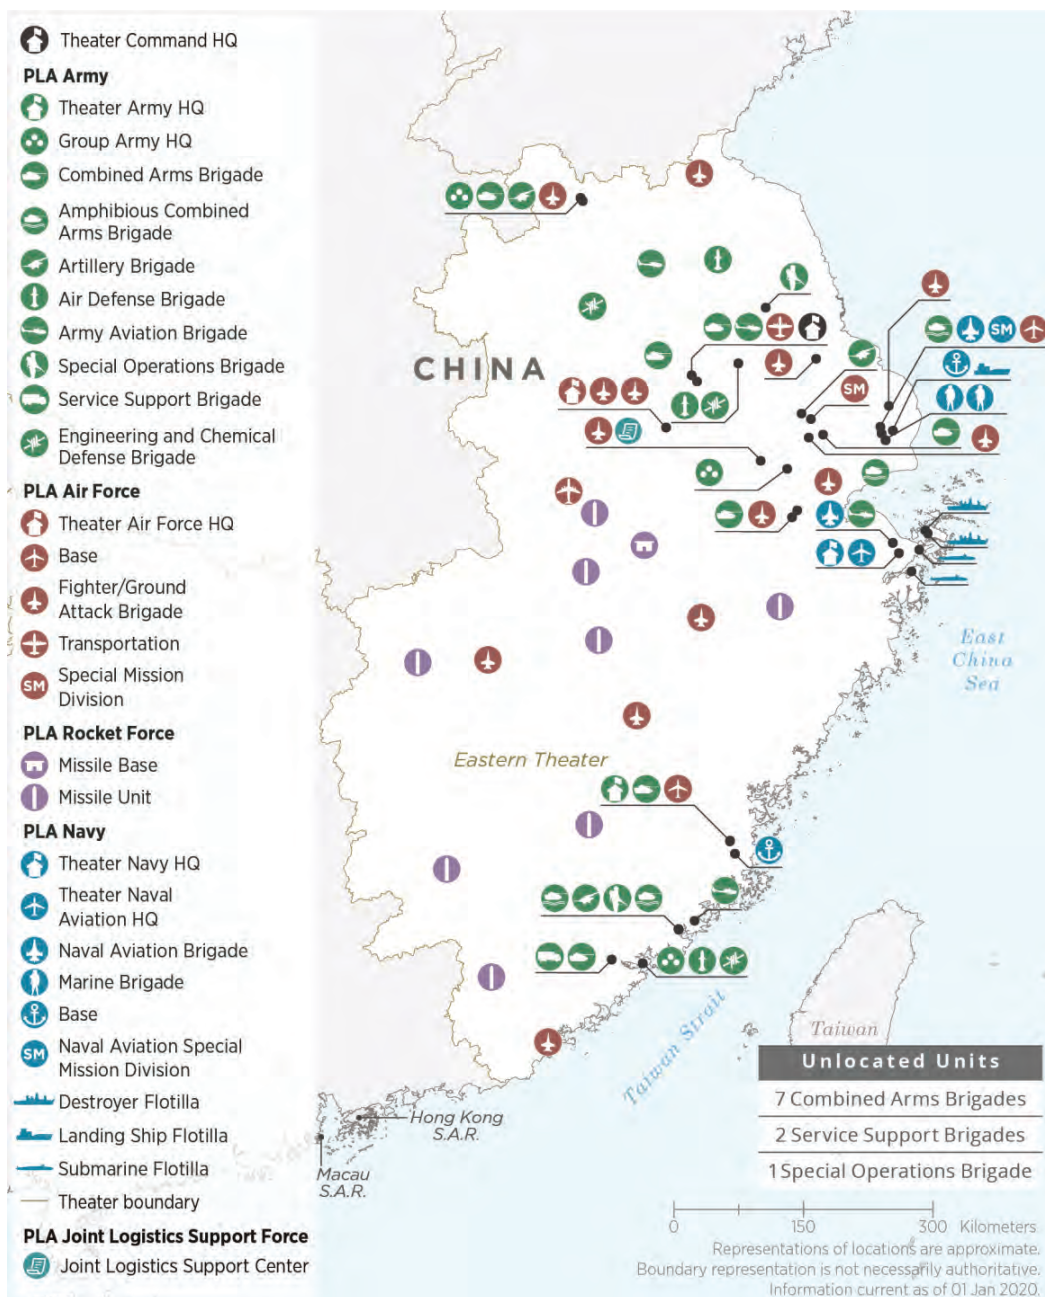 Theater Command HQ
PLA Army
Theater Army HQ
Group Army HQ
Combined Arms Brigade
Amphibious Combined
Arms Brigade
Artillery Brigade
Air Defense Brigade
Army Aviation Brigade
Special Operations Brigade
Service Support Brigade
Engineering and Chemical
Defense Brigade
PLA Air Force
Theater Air Force HQ
Base
Fighter/Ground
Attack Brigade
Transportation
SM
Special Mission
Division
PLA Rocket Force
Missile Base
Missile Unit
PLA Navy
Theater Navy HQ
Theater Naval
Aviation HQ
Naval Aviation Brigade
Marine Brigade
Base
SM
Naval Aviation Special
Mission Division
Destroyer Flotilla
Landing Ship Flotilla
Submarine Flotilla
Theater boundary
PLA Joint Logistics Support Force
Joint Logistics Support Center
SM
CHINA
SM
East
China
Sea
Eastern Theater
Taiwan Strait
Taiwan
Hong Kong
S.A.R.
Macau
S.A.R.
Unlocated Units
7 Combined Arms Brigades
2 Service Support Brigades
1 Special Operations Brigade
0 150 300 Kilometers
Representations of locations are approximate.
Boundary representation is not necessarily authoritative.
Information current as of 01 Jan 2020.